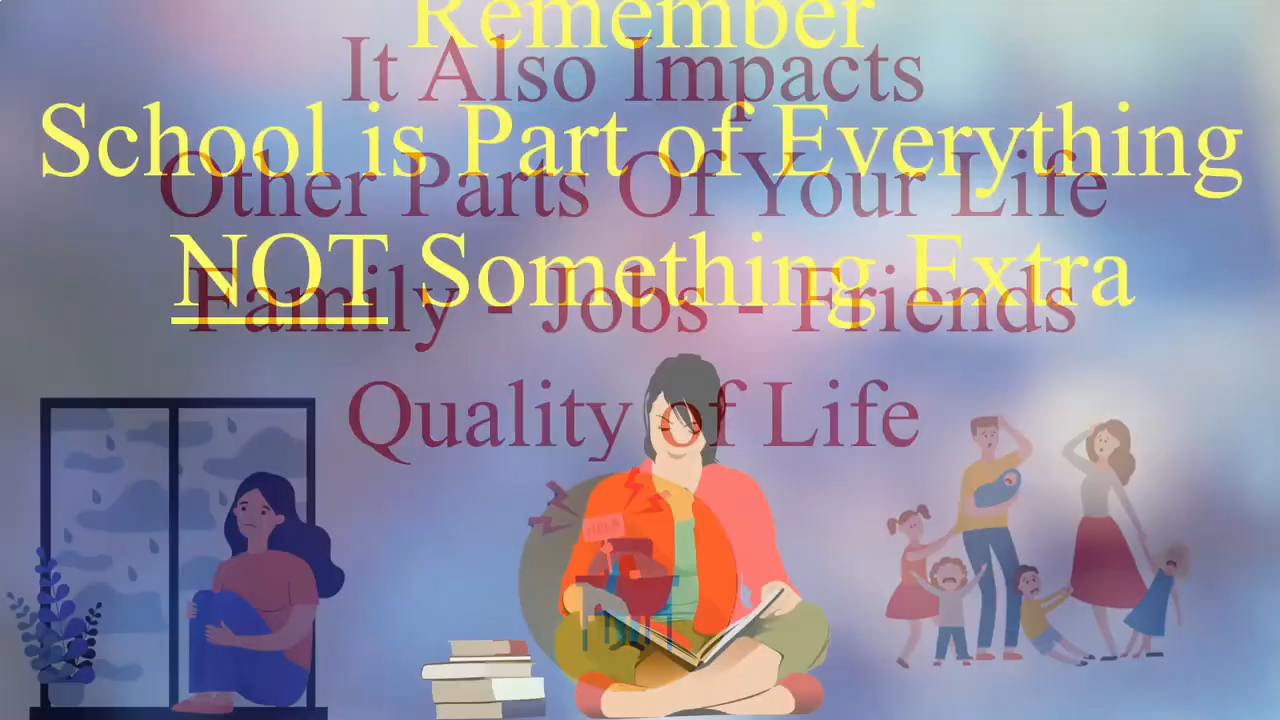 Remember
It Also Impacts
School is Part of Everything
Other Parts Of Your Life
NOT Something Extra
Family - Jobs - Friends
Quality of Life
HELP